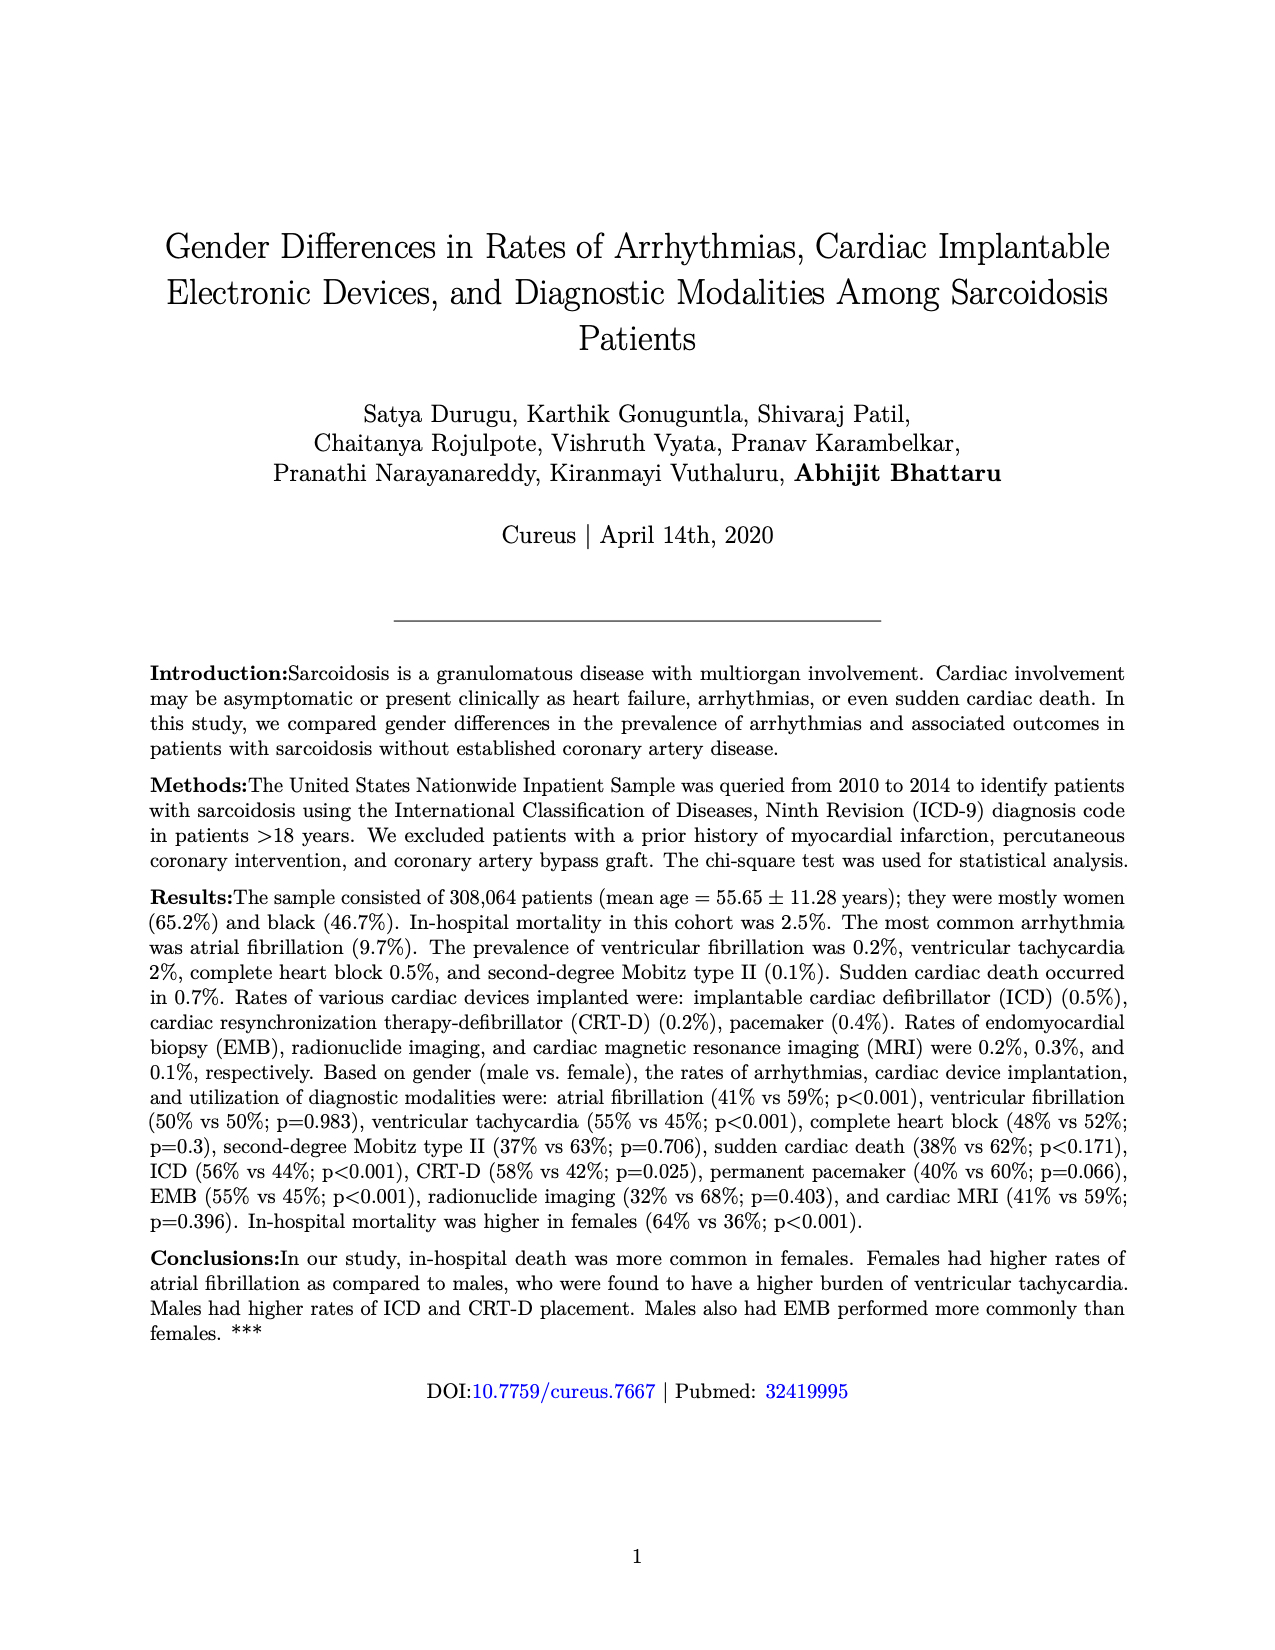 Gender Differences in Rates of Arrhythmias, Cardiac Implantable
Electronic Devices, and Diagnostic Modalities Among Sarcoidosis
Patients
Satya Durugu, Karthik Gonuguntla, Shivaraj Patil,
Chaitanya Rojulpote, Vishruth Vyata, Pranav Karambelkar,
Pranathi Narayanareddy, Kiranmayi Vuthaluru, Abhijit Bhattaru
Cureus | April 14th, 2020
Introduction:Sarcoidosis is a granulomatous disease with multiorgan involvement. Cardiac involvement
may be asymptomatic or present clinically as heart failure, arrhythmias, or even sudden cardiac death. In
this study, we compared gender differences in the prevalence of arrhythmias and associated outcomes in
patients with sarcoidosis without established coronary artery disease.
Methods:The United States Nationwide Inpatient Sample was queried from 2010 to 2014 to identify patients
with sarcoidosis using the International Classification of Diseases, Ninth Revision (ICD-9) diagnosis code
in patients >18 years. We excluded patients with a prior history of myocardial infarction, percutaneous
coronary intervention, and coronary artery bypass graft. The chi-square test was used for statistical analysis.
Results:The sample consisted of 308,064 patients (mean age = 55.65 ± 11.28 years); they were mostly women
(65.2%) and black (46.7%). In-hospital mortality in this cohort was 2.5%. The most common arrhythmia
was atrial fibrillation (9.7%). The prevalence of ventricular fibrillation was 0.2%, ventricular tachycardia
2%, complete heart block 0.5%, and second-degree Mobitz type II (0.1%). Sudden cardiac death occurred
in 0.7%. Rates of various cardiac devices implanted were: implantable cardiac defibrillator (ICD) (0.5%),
cardiac resynchronization therapy-defibrillator (CRT-D) (0.2%), pacemaker (0.4%). Rates of endomyocardial
biopsy (EMB), radionuclide imaging, and cardiac magnetic resonance imaging (MRI) were 0.2%, 0.3%, and
0.1%, respectively. Based on gender (male vs. female), the rates of arrhythmias, cardiac device implantation,
and utilization of diagnostic modalities were: atrial fibrillation (41% vs 59%; p<0.001), ventricular fibrillation
(50% vs 50%; p=0.983), ventricular tachycardia (55% vs 45%; p<0.001), complete heart block (48% vs 52%;
p=0.3), second-degree Mobitz type II (37% vs 63%; p=0.706), sudden cardiac death (38% vs 62%; p<0.171),
ICD (56% vs 44%; p<0.001), CRT-D (58% vs 42%; p=0.025), permanent pacemaker (40% vs 60%; p=0.066),
EMB (55% vs 45%; p<0.001), radionuclide imaging (32% vs 68%; p=0.403), and cardiac MRI (41% vs 59%;
p=0.396). In-hospital mortality was higher in females (64% vs 36%; p<0.001).
Conclusions:In our study, in-hospital death was more common in females. Females had higher rates of
atrial fibrillation as compared to males, who were found to have a higher burden of ventricular tachycardia.
Males had higher rates of ICD and CRT-D placement. Males also had EMB performed more commonly than
females. ***
DOI:10.7759/cureus.7667 | Pubmed: 32419995
1